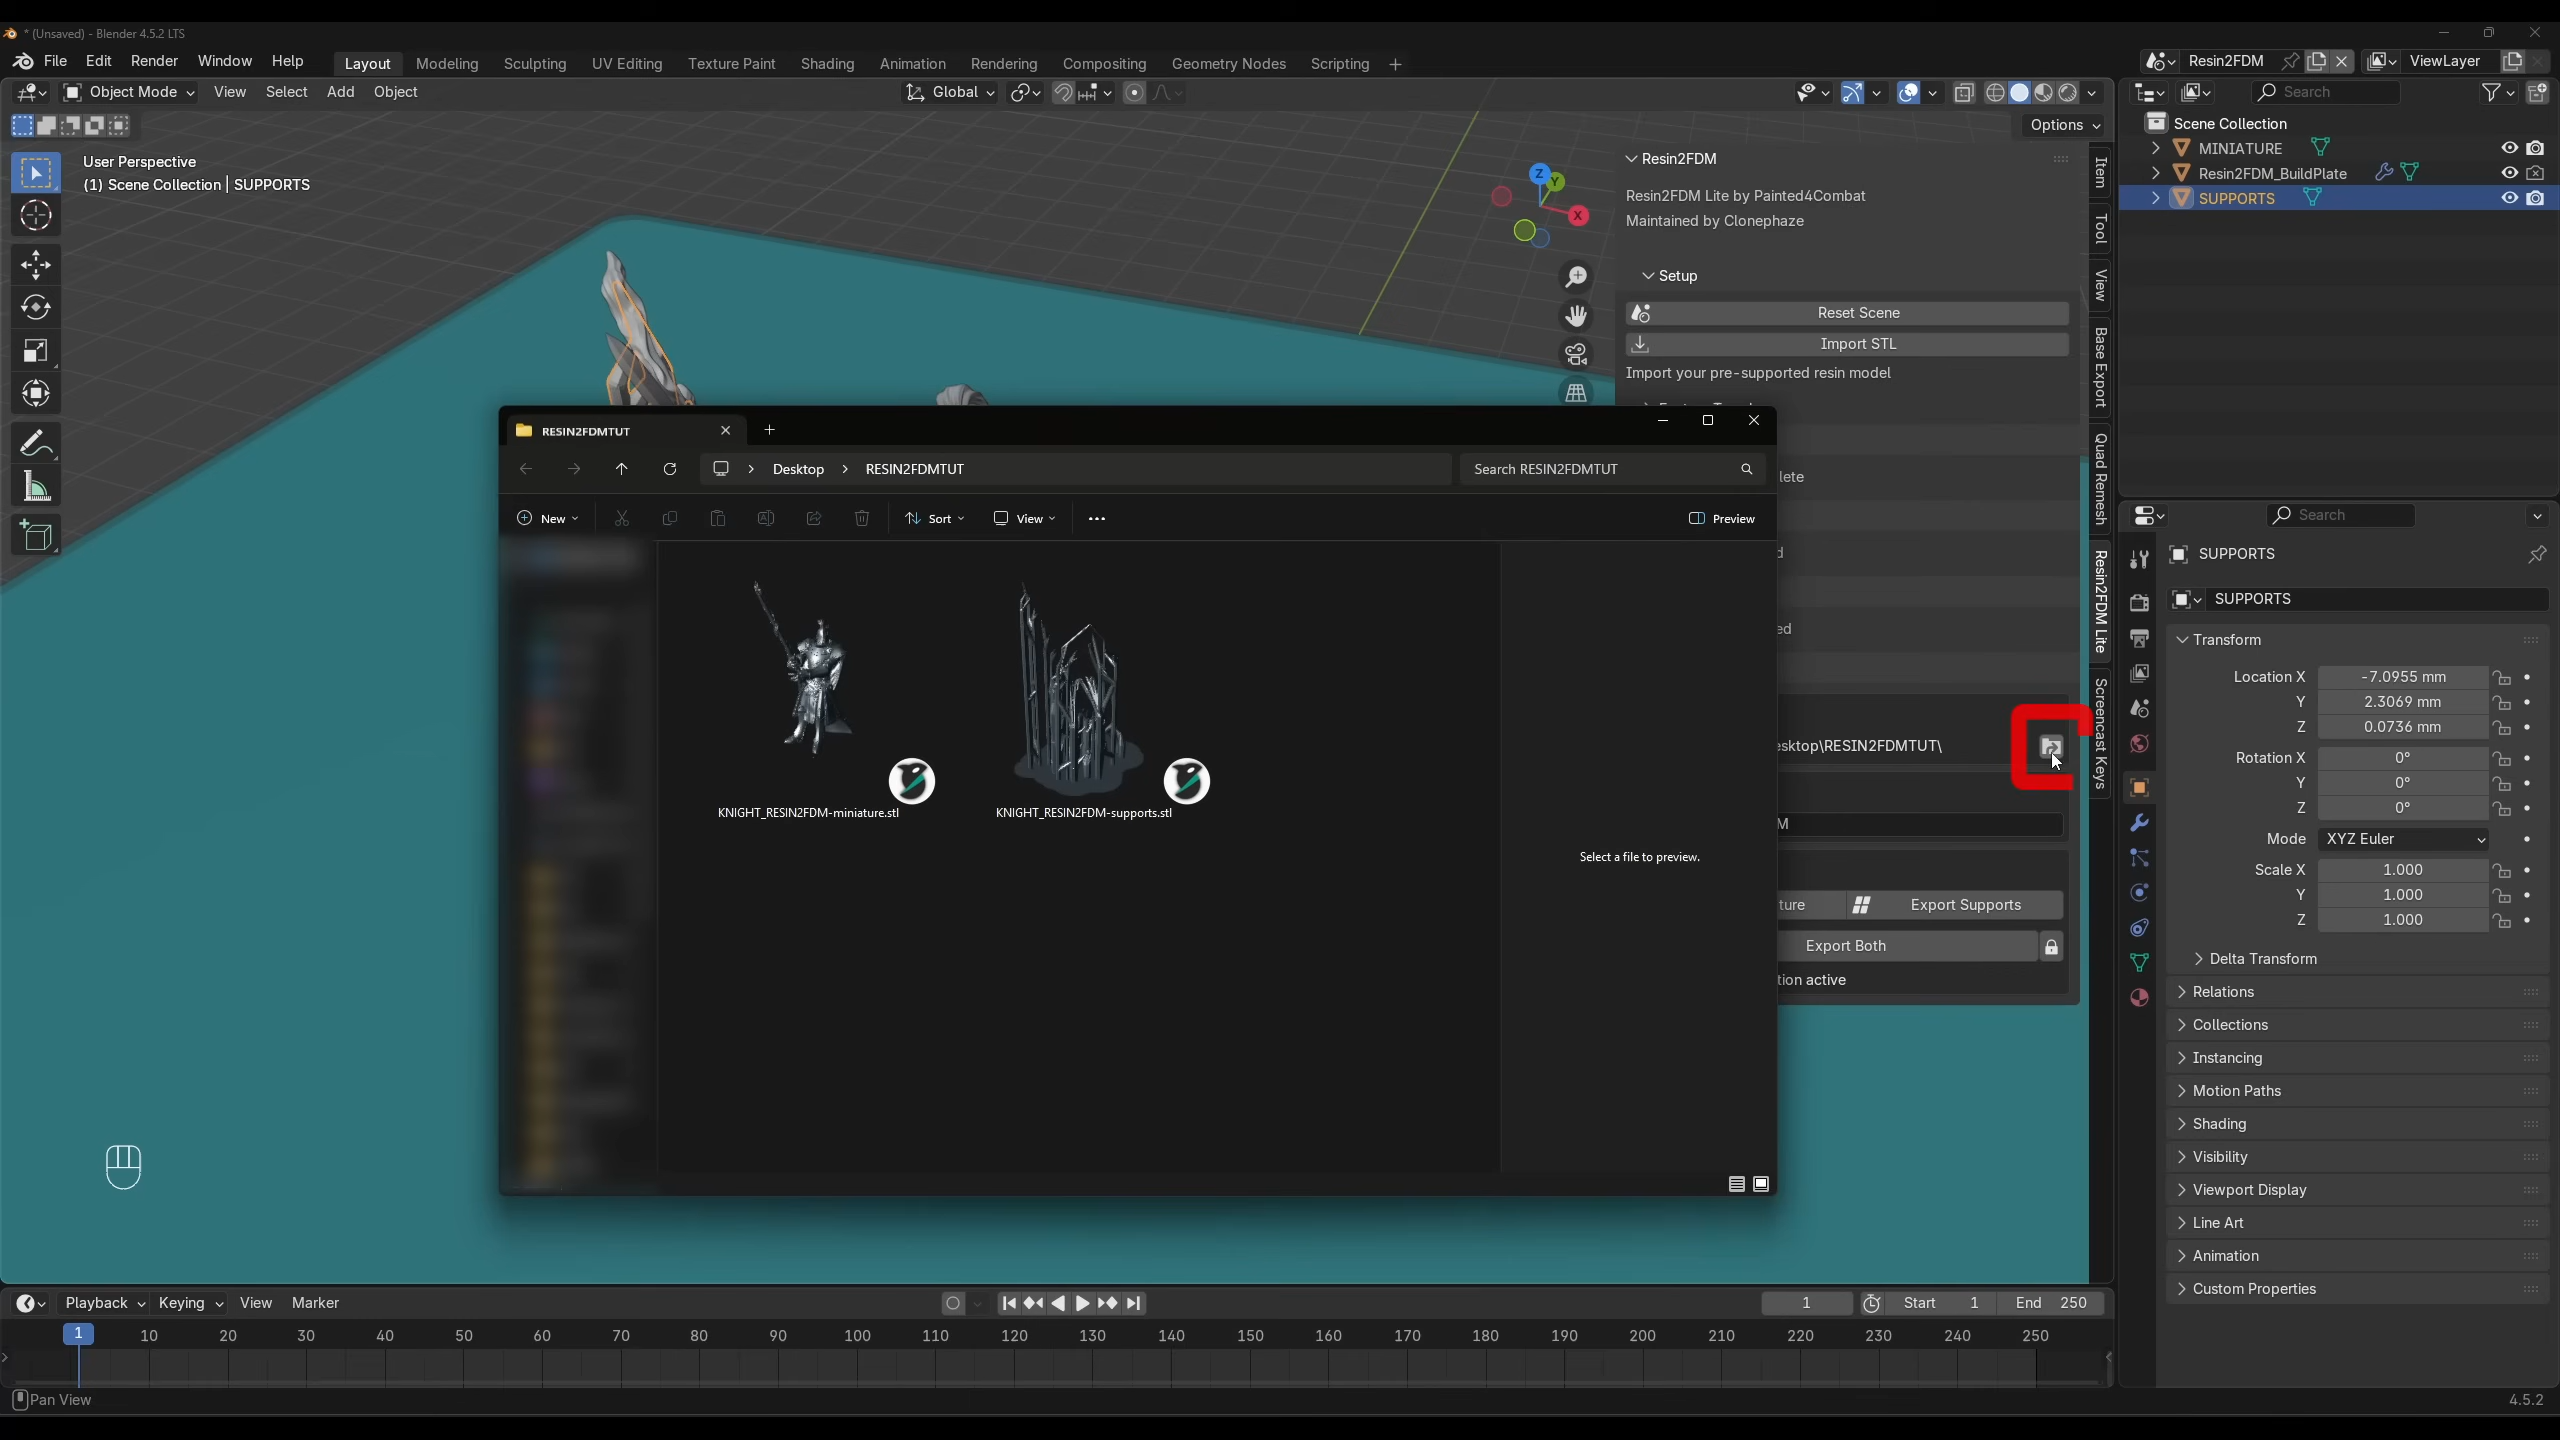 * (Unsaved) - Blender 4.5.2 LTS
File Edit Render Window Help Layout Modeling Sculpting UV Editing Texture Paint Shading Animation Rendering Compositing Geometry Nodes Scripting + Resin2FDM ViewLayer
Object Mode View Select Add Object Global Search
Options
User Perspective
(1) Scene Collection | SUPPORTS
Scene Collection
MINIATURE
Resin2FDM_BuildPlate
SUPPORTS
Z
Y
X
Resin2FDM
Resin2FDM Lite by Painted4Combat
Maintained by Clonephaze
Setup
Reset Scene
Import STL
Import your pre-supported resin model
lete
d
ed
esktop\RESIN2FDMTUT\
M
ture Export Supports
Export Both
tion active
Item
Tool
View
Base Export
Quad Remesh
Resin2FDM Lite
Screencast Keys
RESIN2FDMTUT
Desktop > RESIN2FDMTUT
Search RESIN2FDMTUT
New Sort View ... Preview
KNIGHT_RESIN2FDM-miniature.stl
KNIGHT_RESIN2FDM-supports.stl
Select a file to preview.
Search
SUPPORTS
SUPPORTS
Transform
Location X -7.0955 mm
Y 2.3069 mm
Z 0.0736 mm
Rotation X 0°
Y 0°
Z 0°
Mode XYZ Euler
Scale X 1.000
Y 1.000
Z 1.000
Delta Transform
Relations
Collections
Instancing
Motion Paths
Shading
Visibility
Viewport Display
Line Art
Animation
Custom Properties
Playback Keying View Marker 1 Start 1 End 250
1 10 20 30 40 50 60 70 80 90 100 110 120 130 140 150 160 170 180 190 200 210 220 230 240 250
Pan View
4.5.2